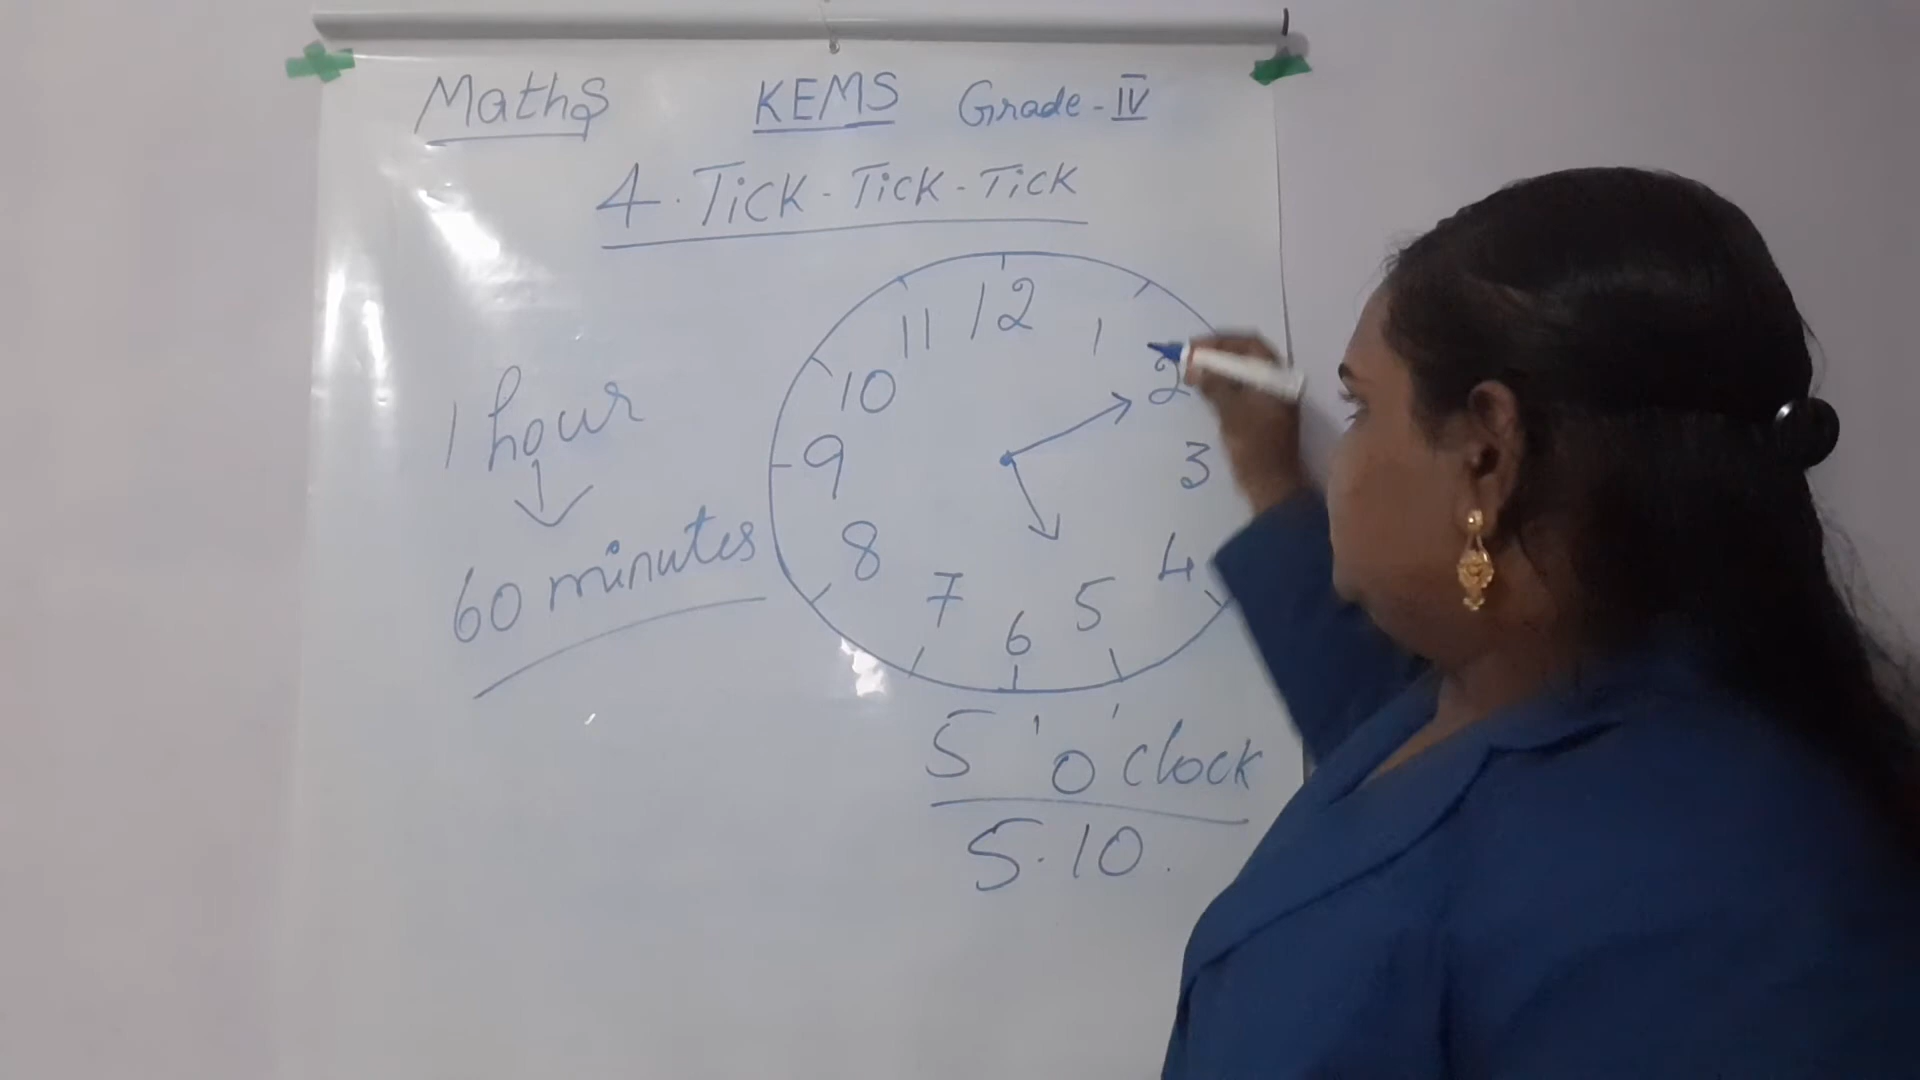 Maths KEMS Grade - IV
4. Tick - Tick - Tick
12
11 1
10 2
9 3
8 4
7 5
6
1 hour
60 minutes
5 'o' clock
5.10.